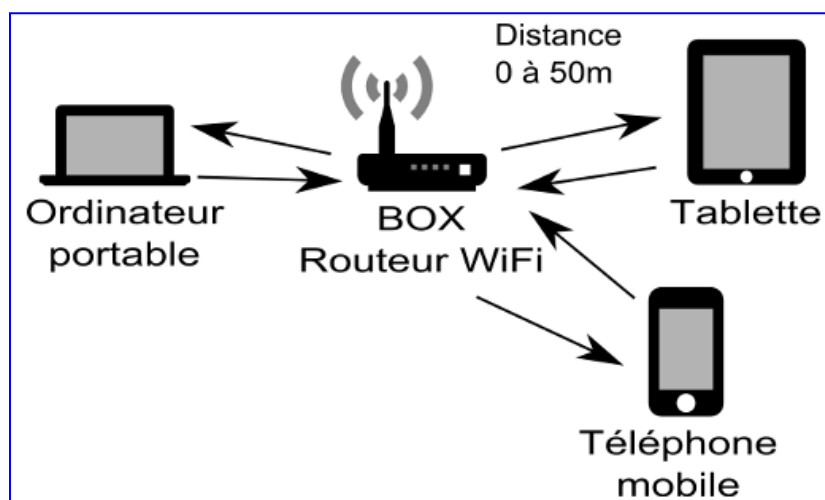 Distance
0 à 50m
Ordinateur
portable
BOX
Routeur WiFi
Tablette
Téléphone
mobile